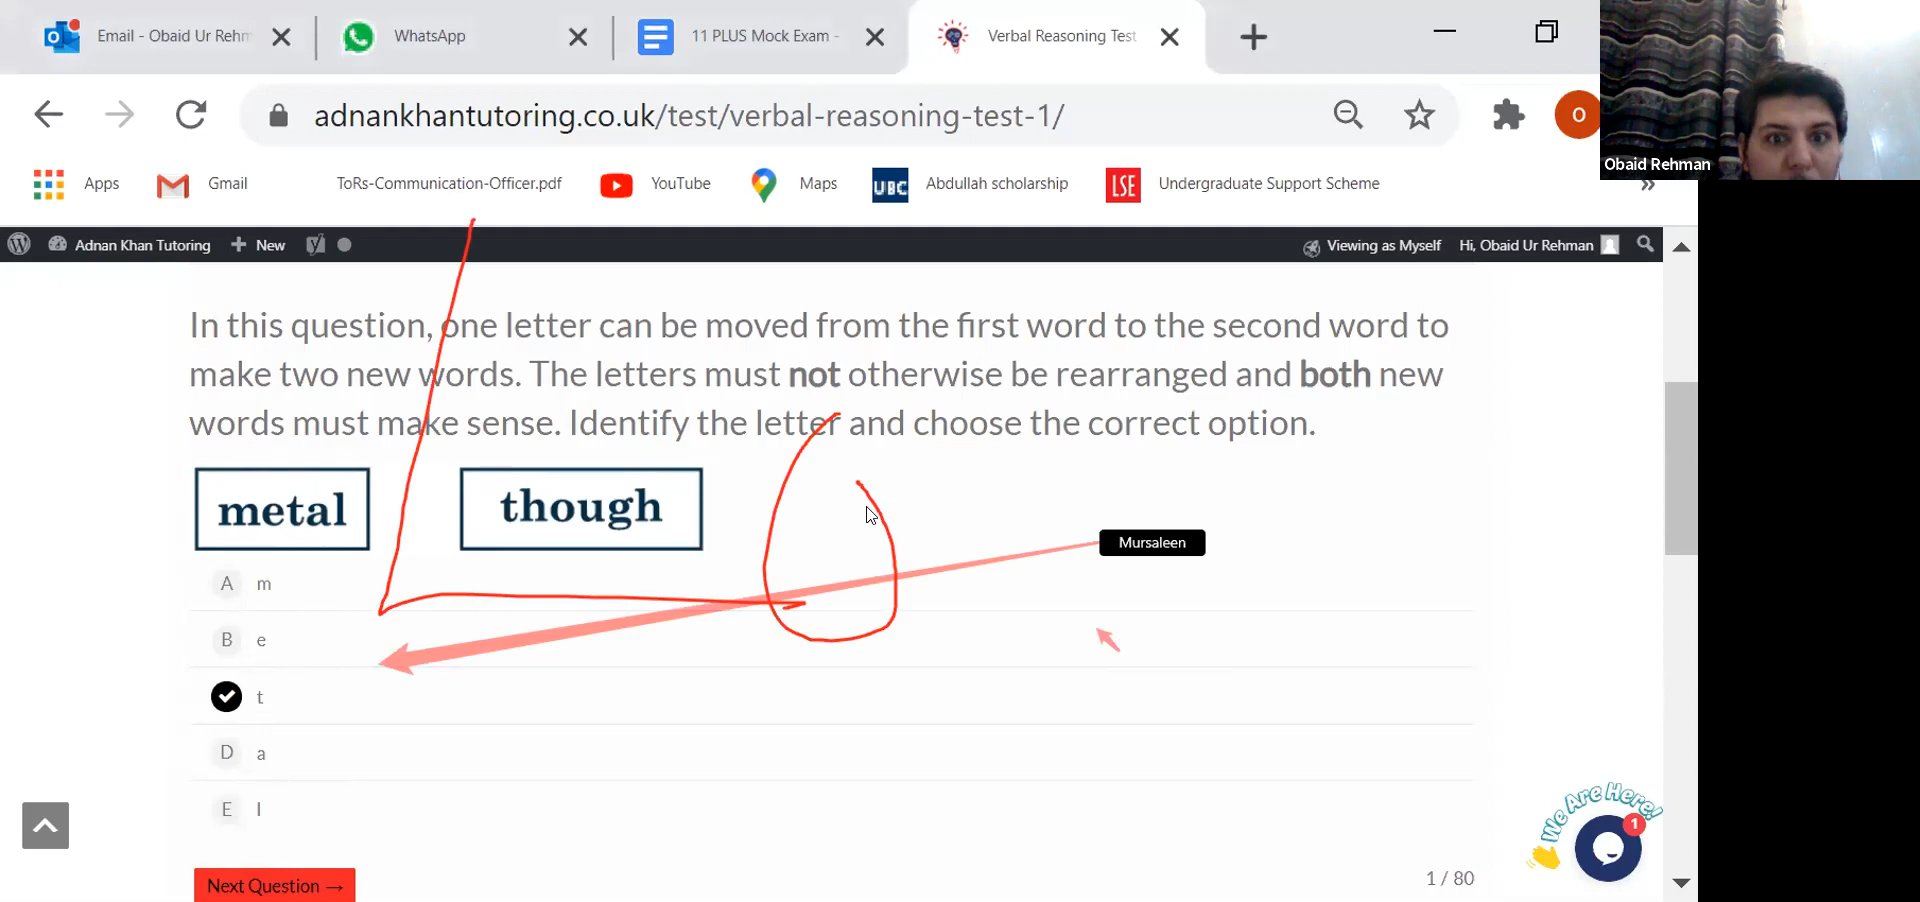 Email - Obaid Ur Rehm
WhatsApp
11 PLUS Mock Exam -
Verbal Reasoning Test
adnankhantutoring.co.uk/test/verbal-reasoning-test-1/
O
Obaid Rehman
Apps
Gmail
ToRs-Communication-Officer.pdf
YouTube
Maps
UBC
Abdullah scholarship
LSE
Undergraduate Support Scheme
»
Adnan Khan Tutoring
+ New
Viewing as Myself
Hi, Obaid Ur Rehman
In this question, one letter can be moved from the first word to the second word to
make two new words. The letters must not otherwise be rearranged and both new
words must make sense. Identify the letter and choose the correct option.
metal
though
Mursaleen
A m
B e
t
D a
E l
We Are Here!
1
Next Question →
1 / 80